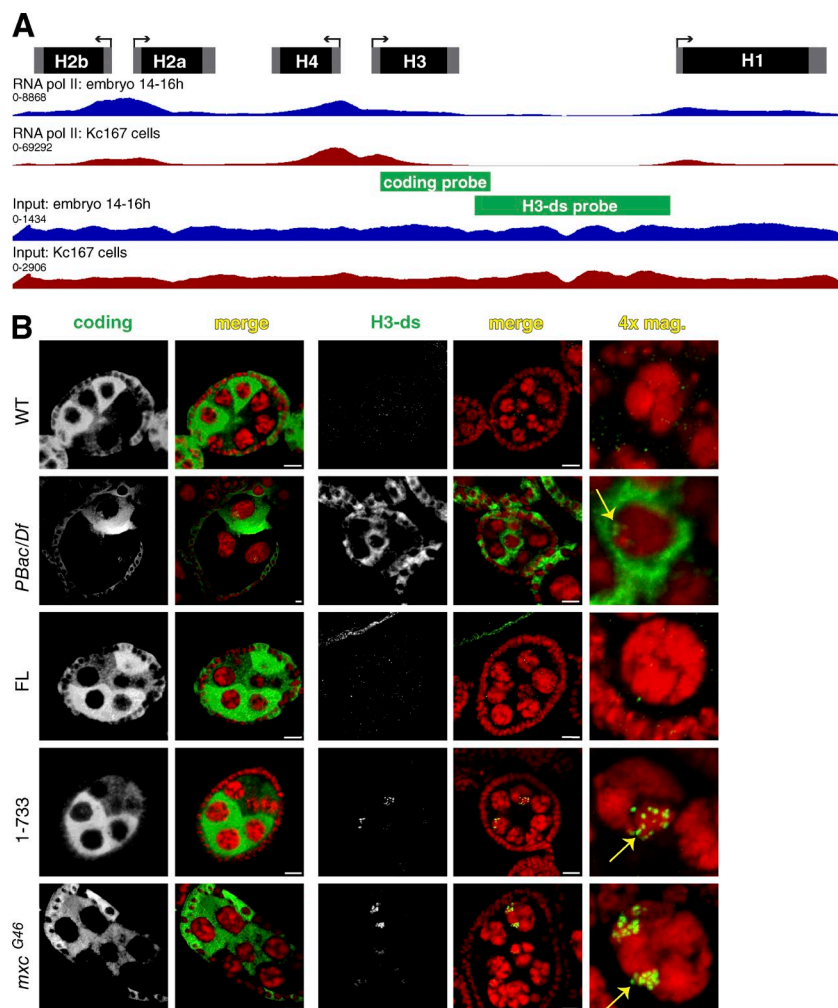 A
H2b H2a H4 H3 H1
RNA pol II: embryo 14-16h
0-8868
RNA pol II: Kc167 cells
0-69292
coding probe
Input: embryo 14-16h
H3-ds probe
0-1434
Input: Kc167 cells
0-2906
B
coding merge H3-ds merge 4x mag.
WT
PBac/Df
FL
1-733
mxc G46